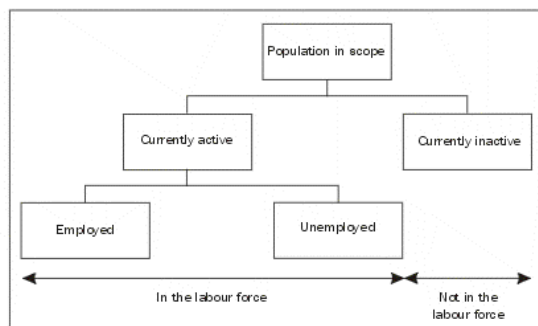 Population in scope
Currently active
Currently inactive
Employed
Unemployed
In the labour force
Not in the
labour force